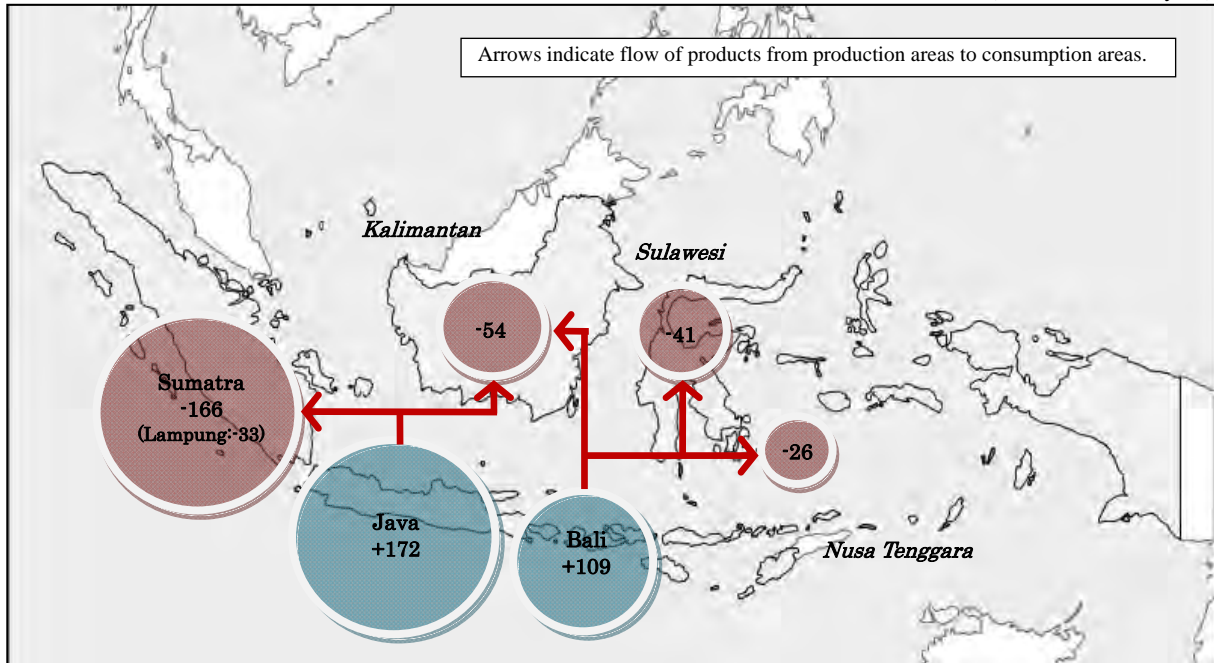 Arrows indicate flow of products from production areas to consumption areas.
Kalimantan
Sulawesi
-54
-41
Sumatra
-166
(Lampung:-33)
-26
Java
+172
Bali
+109
Nusa Tenggara